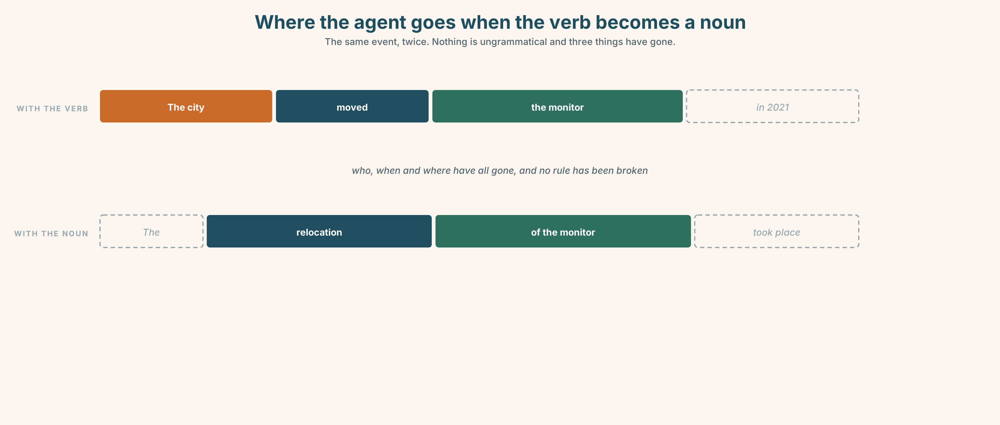 Where the agent goes when the verb becomes a noun
The same event, twice. Nothing is ungrammatical and three things have gone.
WITH THE VERB The city moved the monitor in 2021
who, when and where have all gone, and no rule has been broken
WITH THE NOUN The relocation of the monitor took place